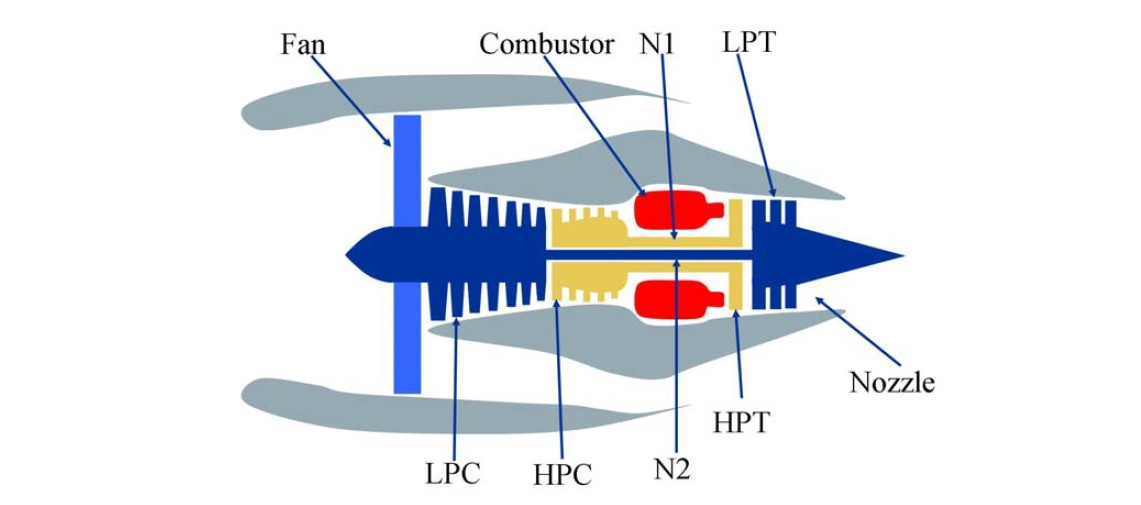 Fan
Combustor
N1
LPT
Nozzle
HPT
LPC
HPC
N2